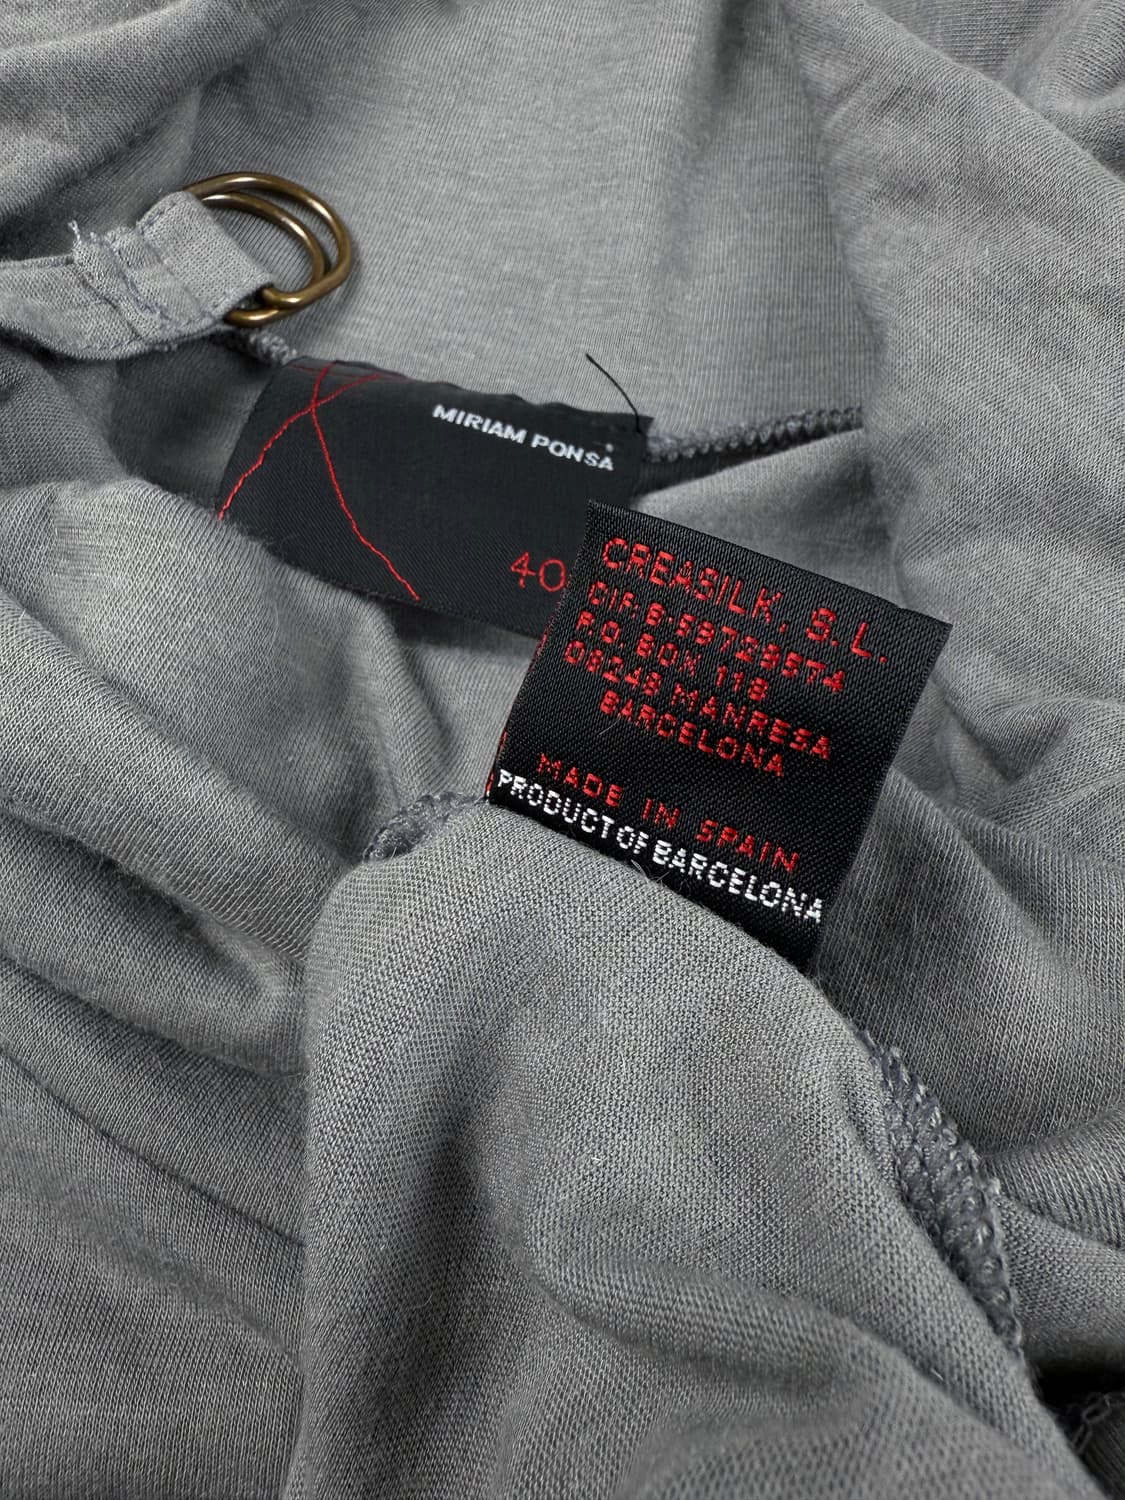 MIRIAM PONSA
40
CREASILK, S.L.
CIF: B-59729574
P.O. BOX 118
08248 MANRESA
BARCELONA
MADE IN SPAIN
PRODUCT OF BARCELONA